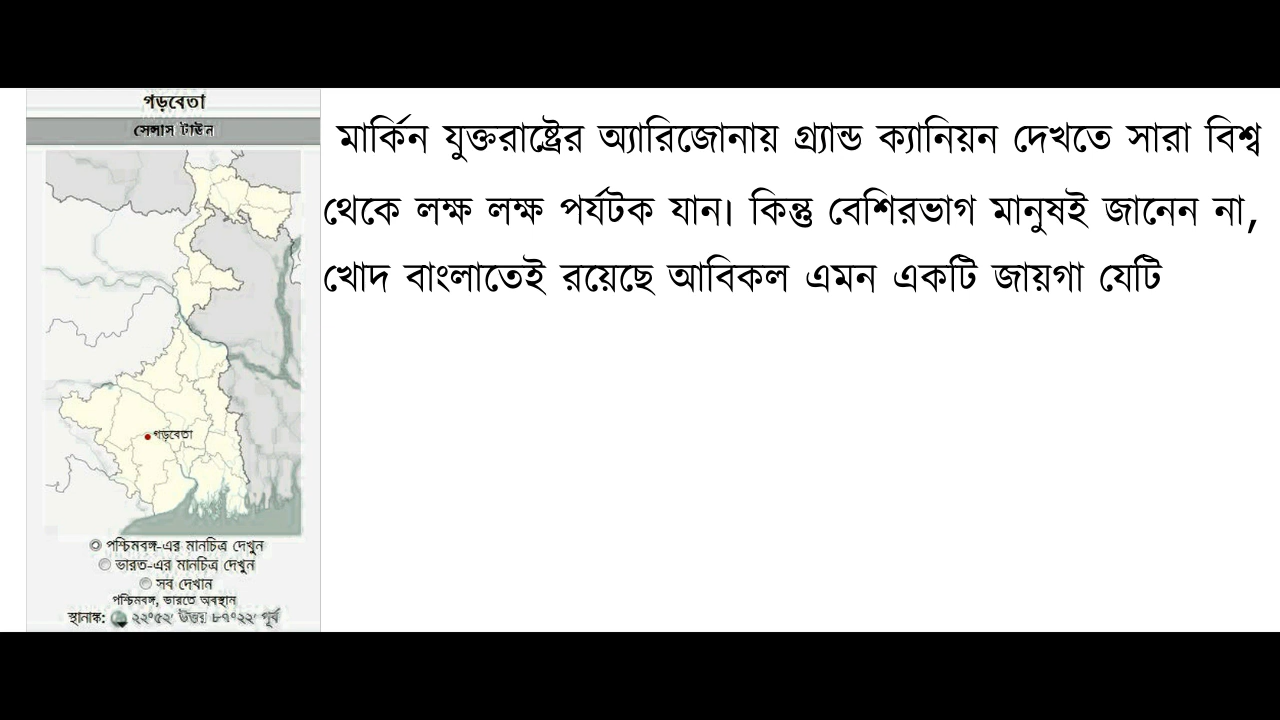 গড়বেতা
সেন্সাস টাউন
গড়বেতা
পশ্চিমবঙ্গ-এর মানচিত্র দেখুন
ভারত-এর মানচিত্র দেখুন
সব দেখান
পশ্চিমবঙ্গ, ভারতে অবস্থান
স্থানাঙ্ক: ২২°৫২′ উত্তর ৮৭°২২′ পূর্ব
মার্কিন যুক্তরাষ্ট্রের অ্যারিজোনায় গ্র্যান্ড ক্যানিয়ন দেখতে সারা বিশ্ব
থেকে লক্ষ লক্ষ পর্যটক যান। কিন্তু বেশিরভাগ মানুষই জানেন না,
খোদ বাংলাতেই রয়েছে আবিকল এমন একটি জায়গা যেটি